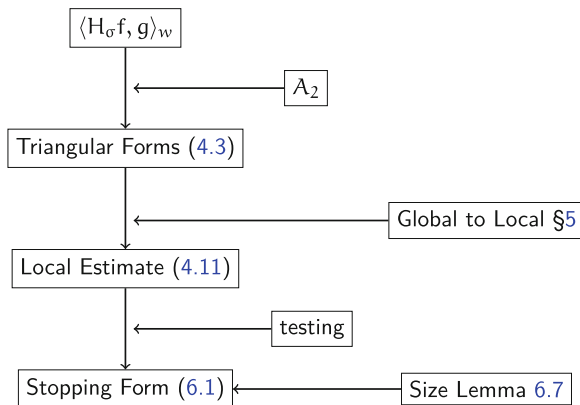 ⟨H_σ f, g⟩_w
A_2
Triangular Forms (4.3)
Global to Local §5
Local Estimate (4.11)
testing
Stopping Form (6.1)
Size Lemma 6.7